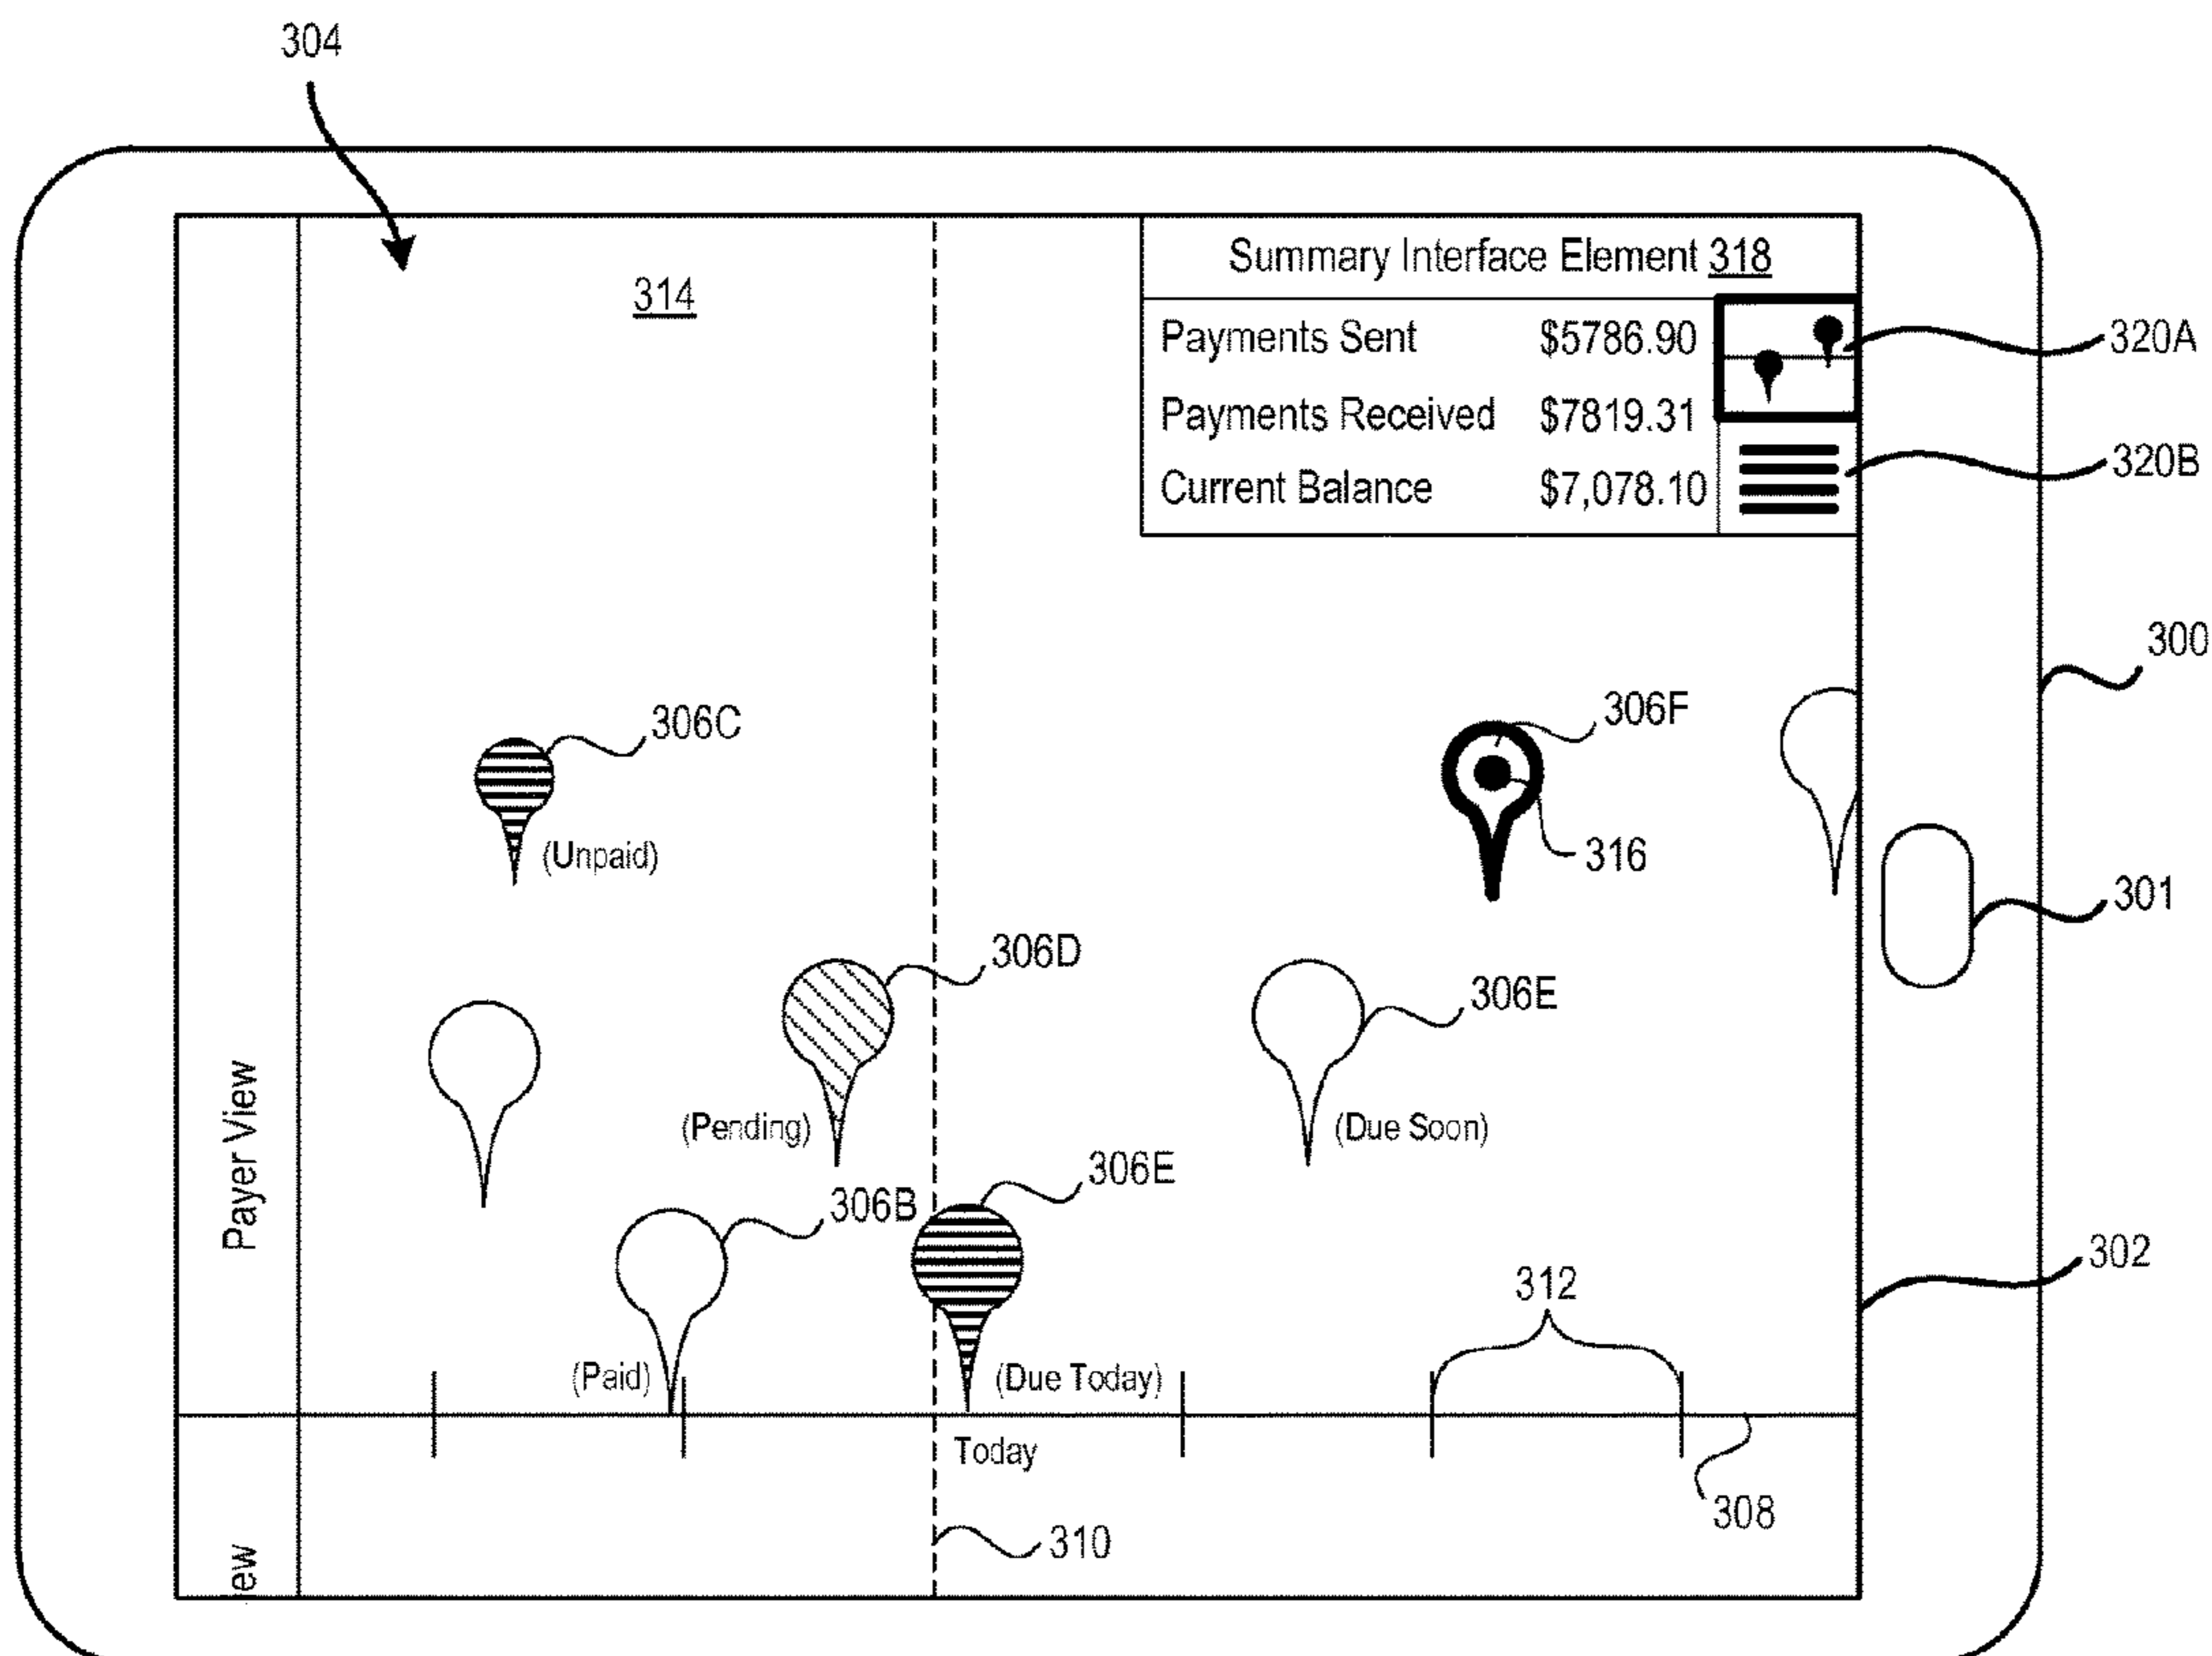 304
Summary Interface Element 318
314
Payments Sent $5786.90
320A
Payments Received $7819.31
320B
Current Balance $7,078.10
300
306C
306F
(Unpaid)
316
301
306D
306E
Payer View
(Pending)
(Due Soon)
306E
306B
302
312
(Paid)
(Due Today)
Today
308
310
ew